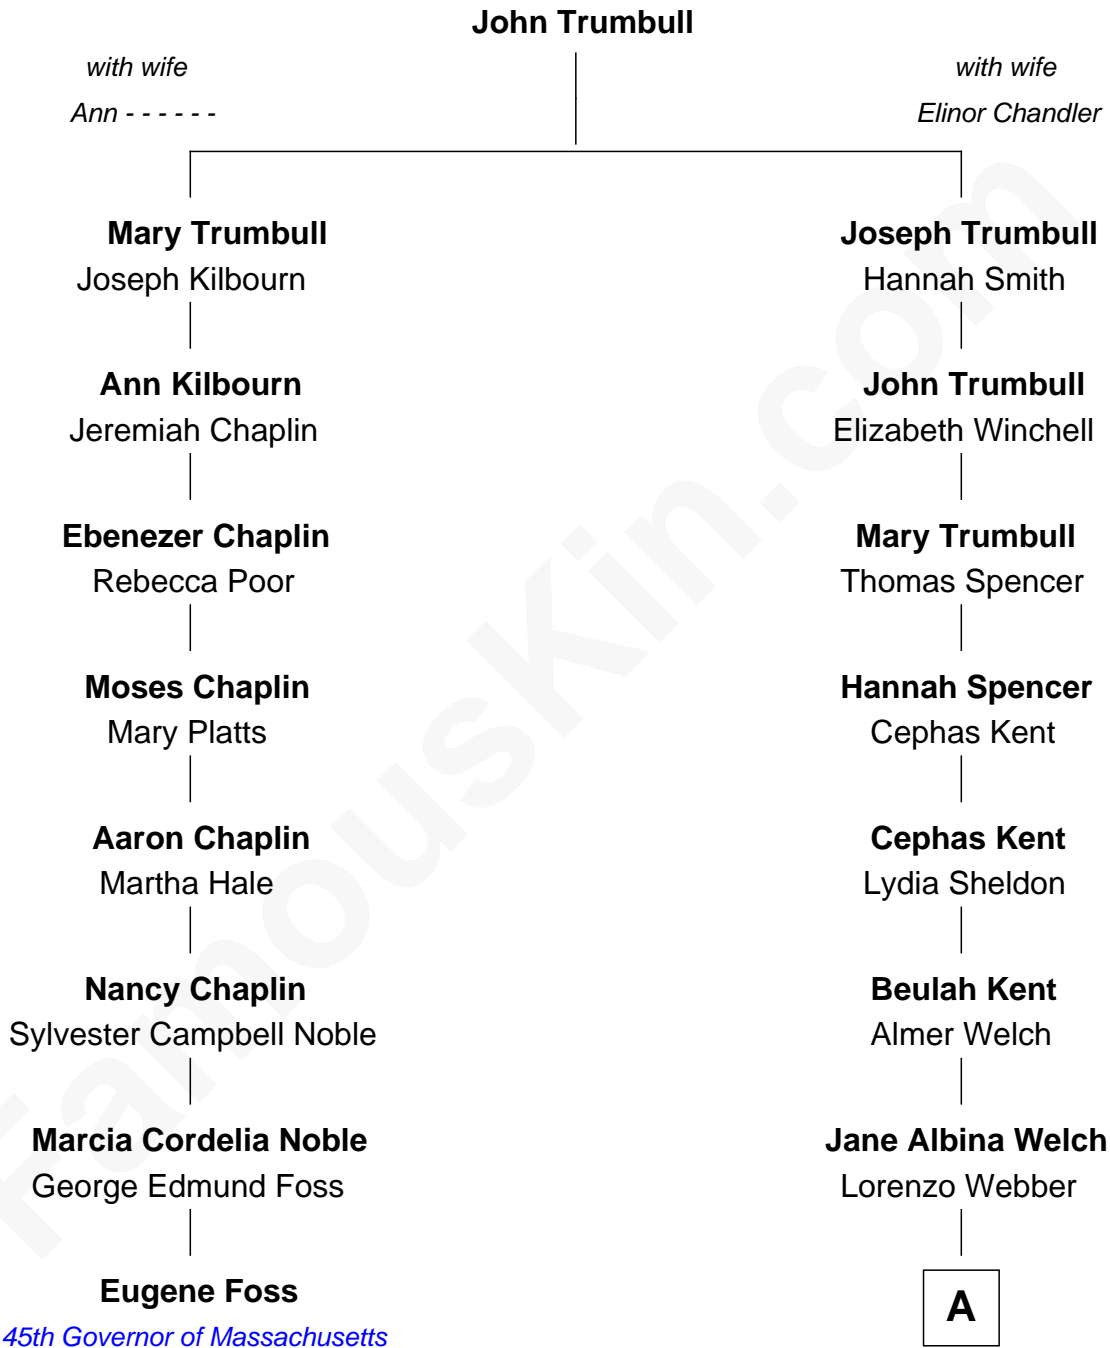 John Trumbull
with wife
Ann - - - - - -
with wife
Elinor Chandler
Mary Trumbull
Joseph Kilbourn
Joseph Trumbull
Hannah Smith
Ann Kilbourn
Jeremiah Chaplin
John Trumbull
Elizabeth Winchell
Ebenezer Chaplin
Rebecca Poor
Mary Trumbull
Thomas Spencer
Moses Chaplin
Mary Platts
Hannah Spencer
Cephas Kent
Aaron Chaplin
Martha Hale
Cephas Kent
Lydia Sheldon
Nancy Chaplin
Sylvester Campbell Noble
Beulah Kent
Almer Welch
Marcia Cordelia Noble
George Edmund Foss
Jane Albina Welch
Lorenzo Webber
Eugene Foss
45th Governor of Massachusetts
A
FamousKin.com